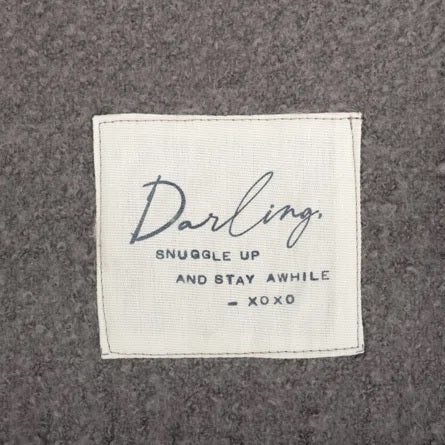 Darling,
SNUGGLE UP
AND STAY AWHILE
– XOXO